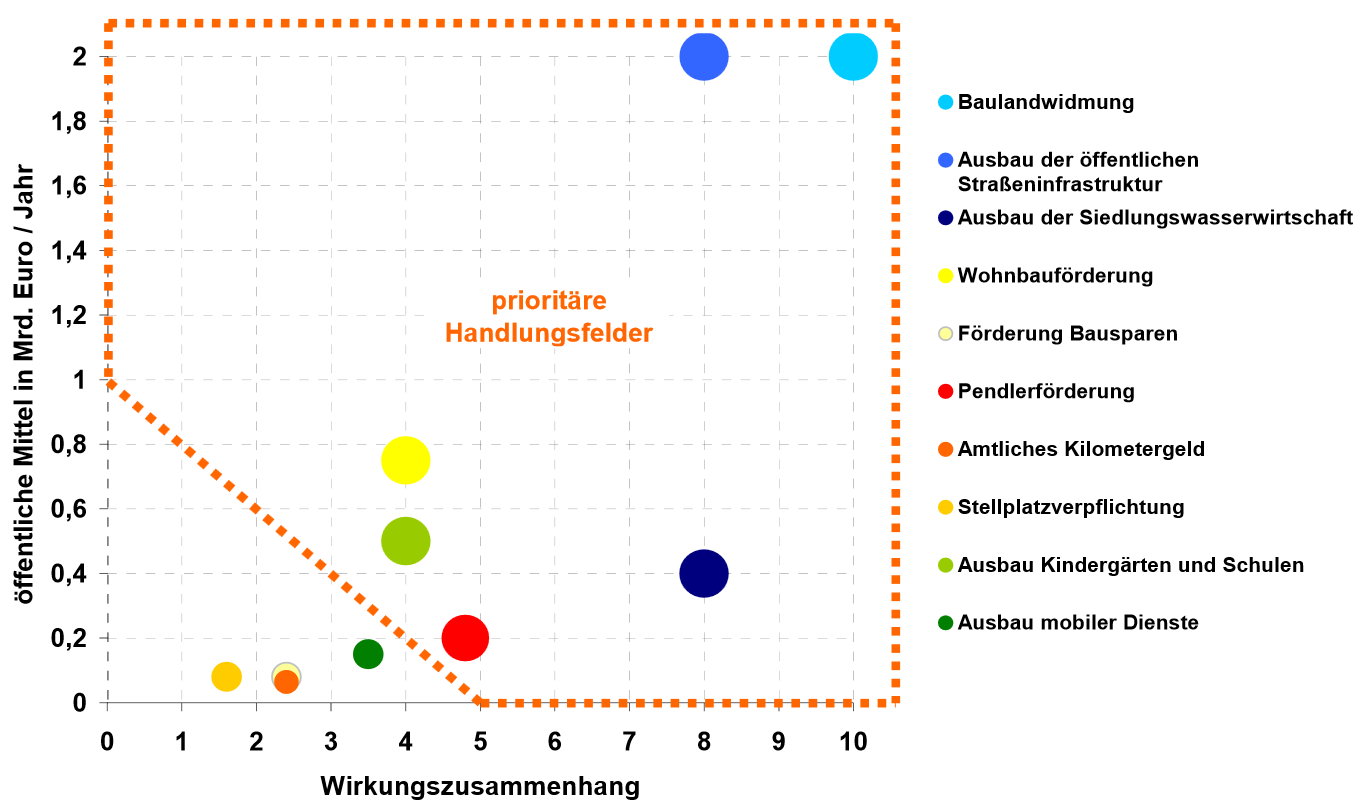 öffentliche Mittel in Mrd. Euro / Jahr
2
1,8
1,6
1,4
1,2
1
0,8
0,6
0,4
0,2
0
prioritäre
Handlungsfelder
0 1 2 3 4 5 6 7 8 9 10
Wirkungszusammenhang
Baulandwidmung
Ausbau der öffentlichen
Straßeninfrastruktur
Ausbau der Siedlungswasserwirtschaft
Wohnbauförderung
Förderung Bausparen
Pendlerförderung
Amtliches Kilometergeld
Stellplatzverpflichtung
Ausbau Kindergärten und Schulen
Ausbau mobiler Dienste